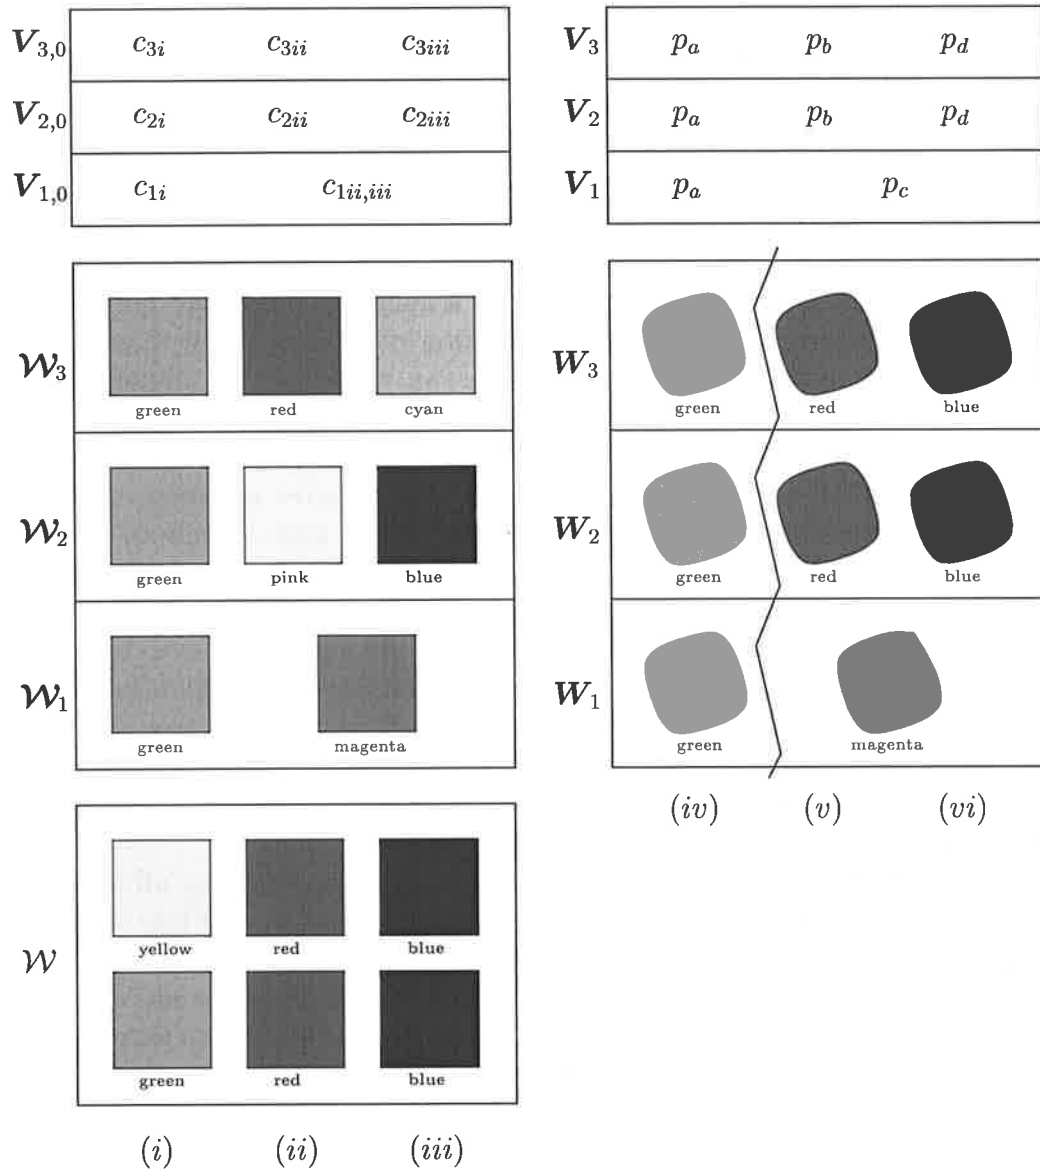 V3,0 c3i c3ii c3iii
V2,0 c2i c2ii c2iii
V1,0 c1i c1ii,iii
V3 pa pb pd
V2 pa pb pd
V1 pa pc
W3
green red cyan
W2
green pink blue
W1
green magenta
W3
green red blue
W2
green red blue
W1
green magenta
(iv) (v) (vi)
W
yellow red blue
green red blue
(i) (ii) (iii)